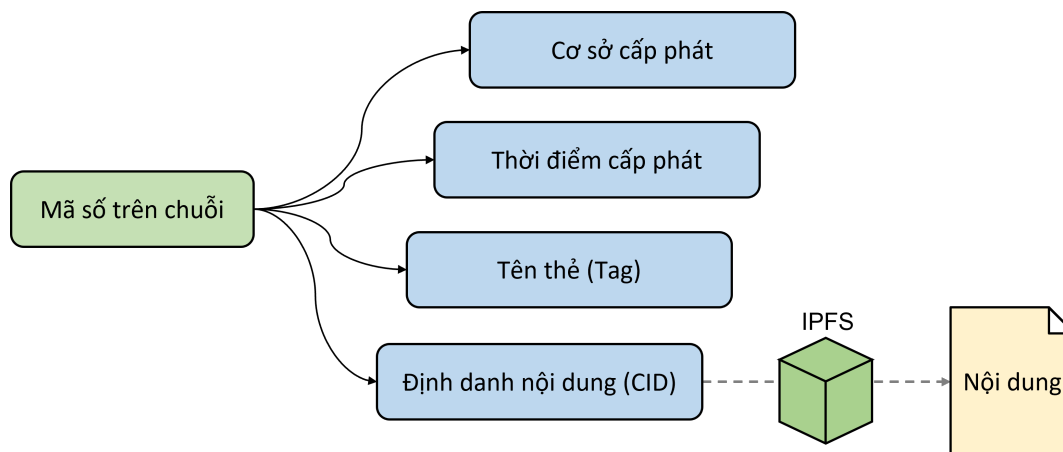 Cơ sở cấp phát
Thời điểm cấp phát
Mã số trên chuỗi
Tên thẻ (Tag)
IPFS
Định danh nội dung (CID)
Nội dung